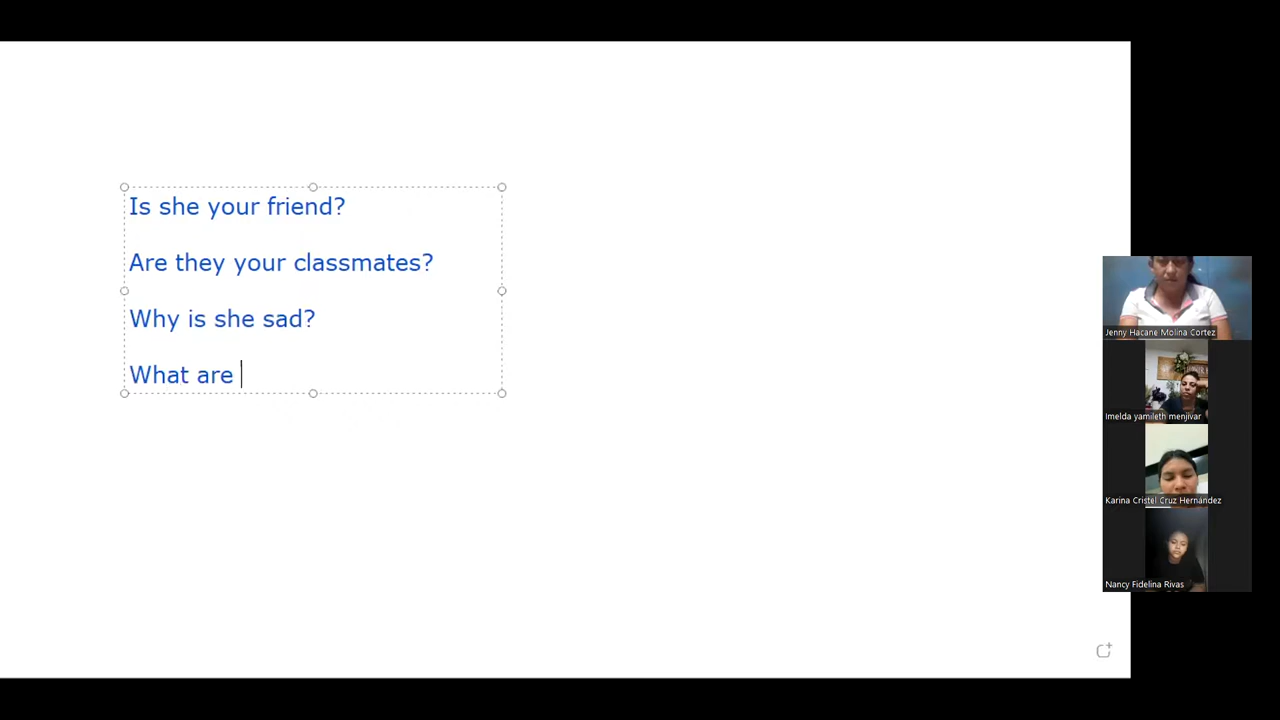 Is she your friend?
Are they your classmates?
Why is she sad?
What are
Jenny Hacane Molina Cortez
Imelda yamileth menjivar
Karina Cristel Cruz Hernández
Nancy Fidelina Rivas